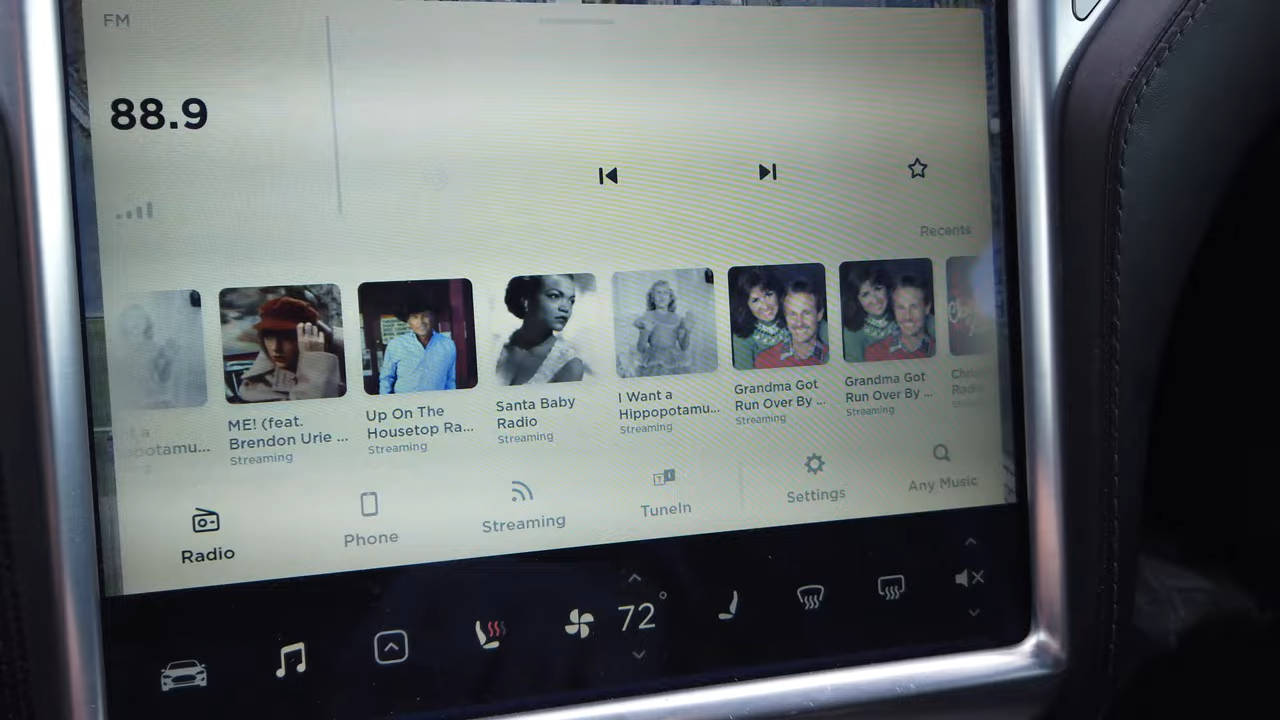 FM
88.9
Recents
potamu...
ME! (feat.
Brendon Urie ...
Streaming
Up On The
Housetop Ra...
Streaming
Santa Baby
Radio
Streaming
I Want a
Hippopotamu...
Streaming
Grandma Got
Run Over By ...
Streaming
Grandma Got
Run Over By ...
Streaming
Radio
Phone
Streaming
TuneIn
Settings
Any Music
72°